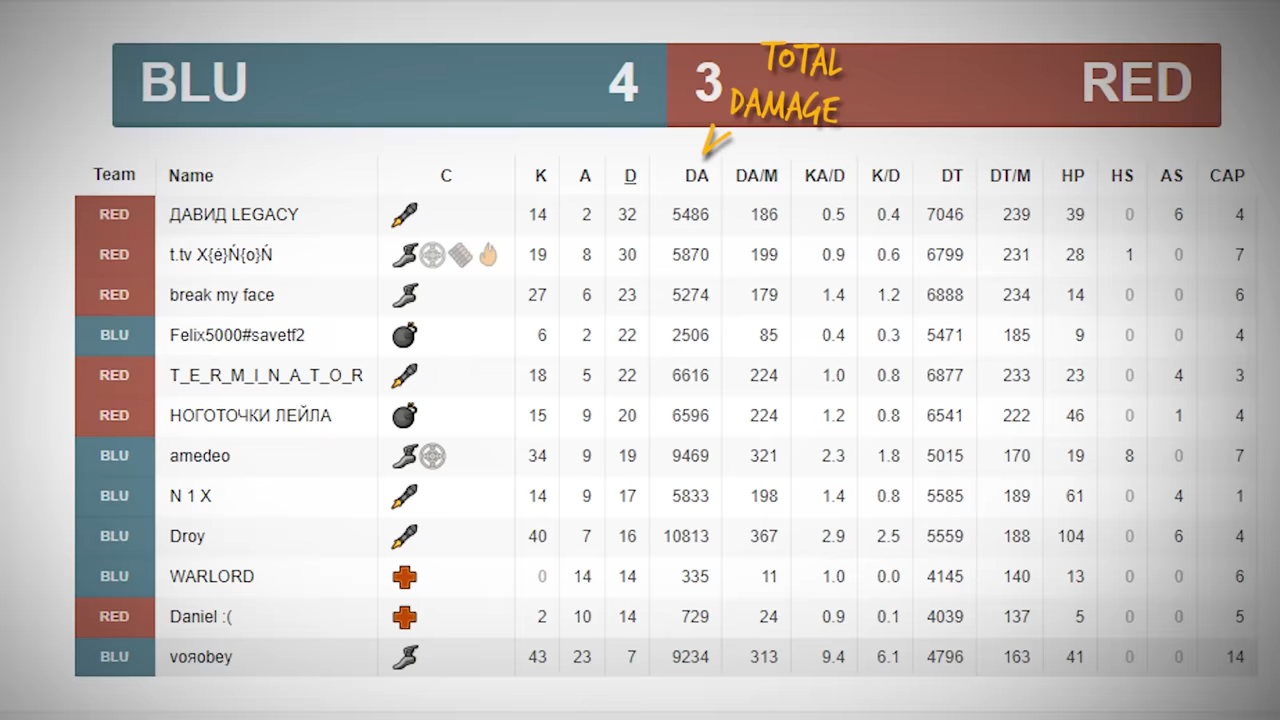 BLU 4 3 RED
TOTAL
DAMAGE
Team Name C K A D DA DA/M KA/D K/D DT DT/M HP HS AS CAP
RED ДАВИД LEGACY 14 2 32 5486 186 0.5 0.4 7046 239 39 0 6 4
RED t.tv X{ė}Ń{o}Ń 19 8 30 5870 199 0.9 0.6 6799 231 28 1 0 7
RED break my face 27 6 23 5274 179 1.4 1.2 6888 234 14 0 0 6
BLU Felix5000#savetf2 6 2 22 2506 85 0.4 0.3 5471 185 9 0 0 4
RED T_E_R_M_I_N_A_T_O_R 18 5 22 6616 224 1.0 0.8 6877 233 23 0 4 3
RED НОГОТОЧКИ ЛЕЙЛА 15 9 20 6596 224 1.2 0.8 6541 222 46 0 1 4
BLU amedeo 34 9 19 9469 321 2.3 1.8 5015 170 19 8 0 7
BLU N 1 X 14 9 17 5833 198 1.4 0.8 5585 189 61 0 4 1
BLU Droy 40 7 16 10813 367 2.9 2.5 5559 188 104 0 6 4
BLU WARLORD 0 14 14 335 11 1.0 0.0 4145 140 13 0 0 6
RED Daniel :( 2 10 14 729 24 0.9 0.1 4039 137 5 0 0 5
BLU voяobey 43 23 7 9234 313 9.4 6.1 4796 163 41 0 0 14